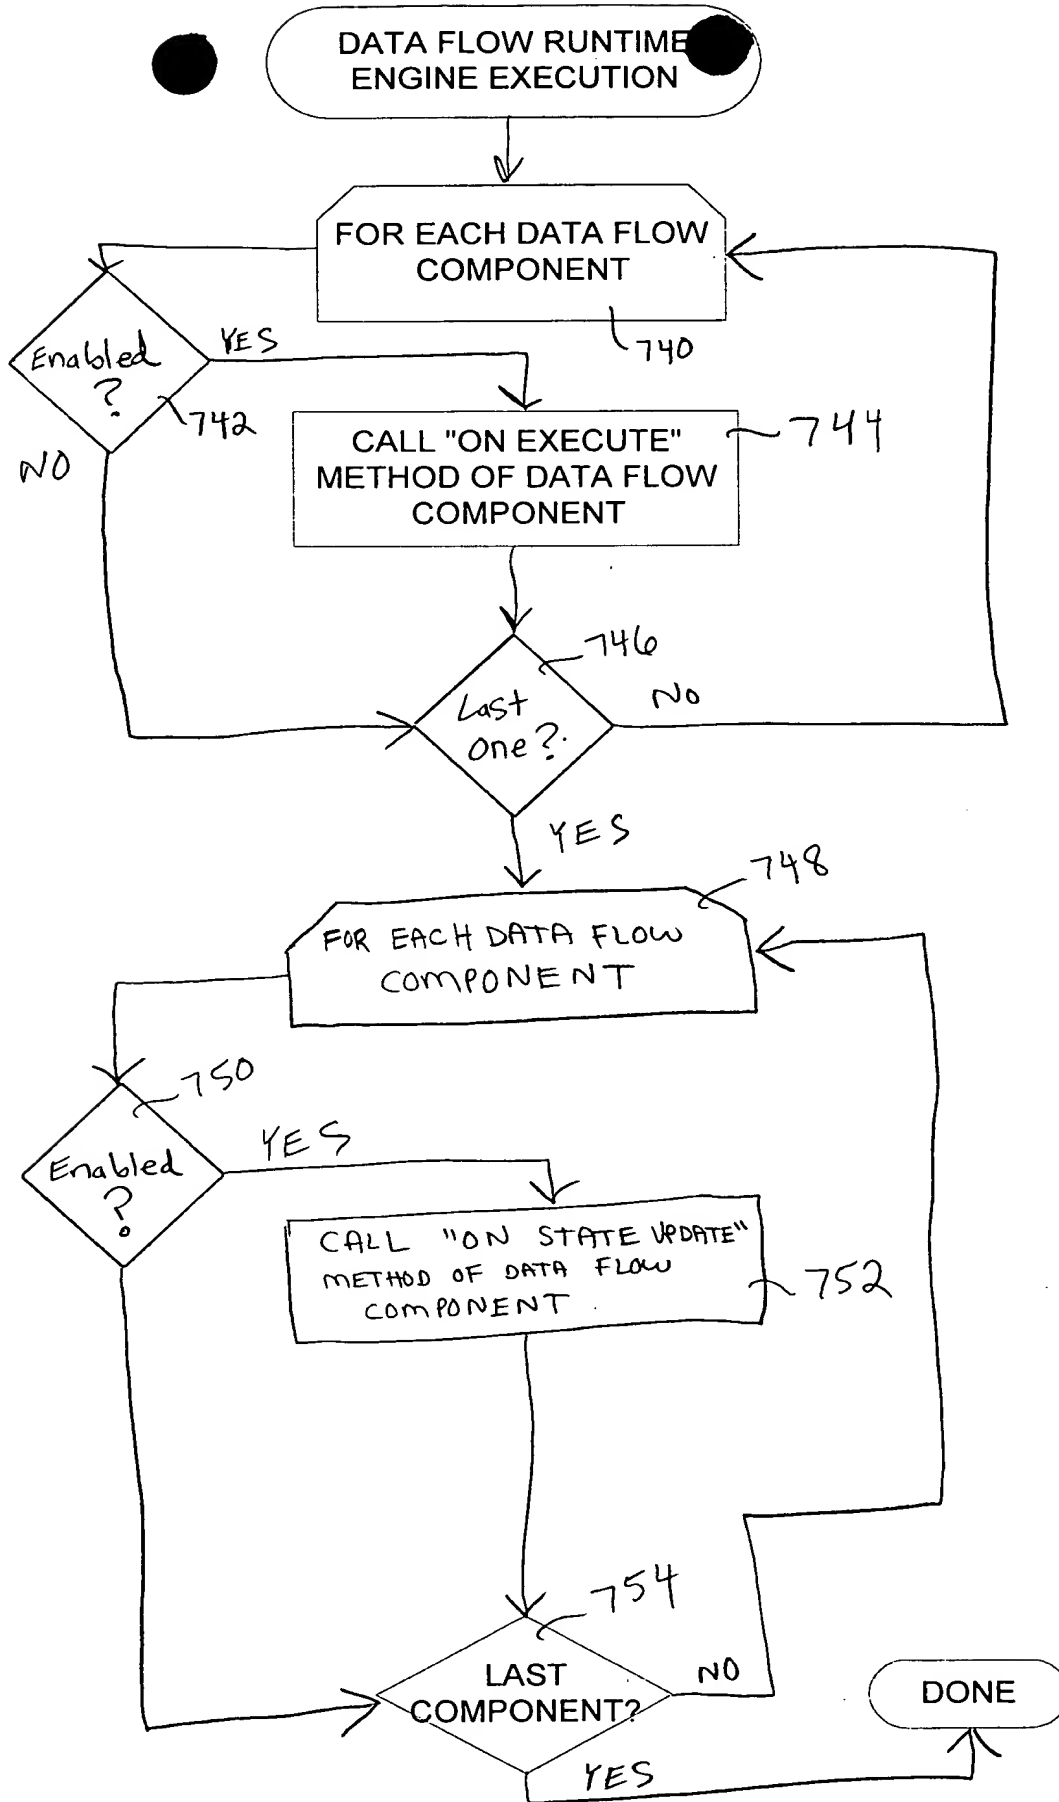 DATA FLOW RUNTIME
ENGINE EXECUTION
FOR EACH DATA FLOW
COMPONENT
740
Enabled
?
742
YES
NO
CALL "ON EXECUTE"
METHOD OF DATA FLOW
COMPONENT
744
746
Last
one?
No
YES
748
FOR EACH DATA FLOW
COMPONENT
750
Enabled
?
YES
CALL "ON STATE UPDATE"
METHOD OF DATA FLOW
COMPONENT
752
754
LAST
COMPONENT?
NO
DONE
YES